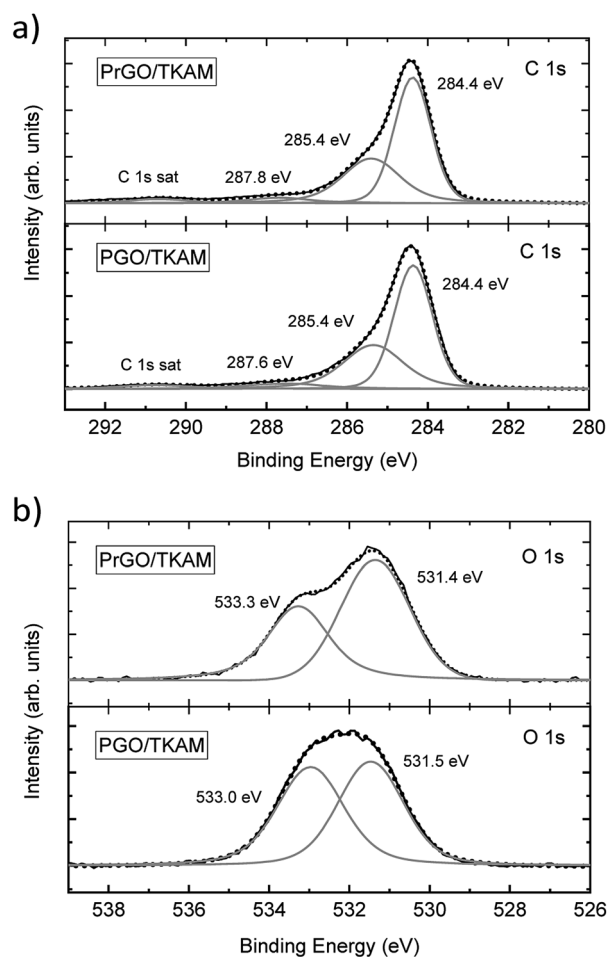 a)
PrGO/TKAM
C 1s
284.4 eV
285.4 eV
C 1s sat
287.8 eV
PGO/TKAM
C 1s
284.4 eV
285.4 eV
C 1s sat
287.6 eV
Intensity (arb. units)
292 290 288 286 284 282 280
Binding Energy (eV)
b)
PrGO/TKAM
O 1s
531.4 eV
533.3 eV
PGO/TKAM
O 1s
531.5 eV
533.0 eV
Intensity (arb. units)
538 536 534 532 530 528 526
Binding Energy (eV)